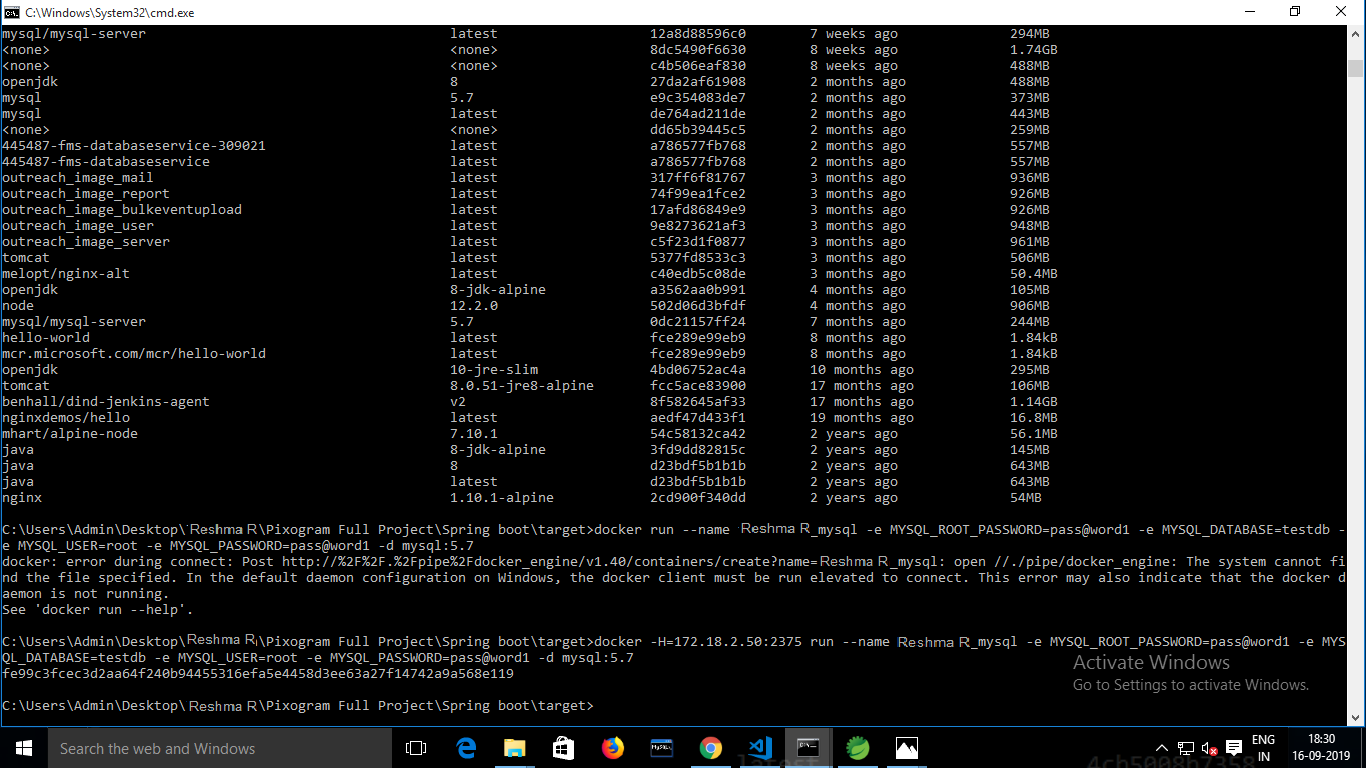 C:\Windows\System32\cmd.exe
mysql/mysql-server latest 12a8d88596c0 7 weeks ago 294MB
<none> <none> 8dc5490f6630 8 weeks ago 1.74GB
<none> <none> c4b506eaf830 8 weeks ago 488MB
openjdk 8 27da2af61908 2 months ago 488MB
mysql 5.7 e9c354083de7 2 months ago 373MB
mysql latest de764ad211de 2 months ago 443MB
<none> <none> dd65b39445c5 2 months ago 259MB
445487-fms-databaseservice-309021 latest a786577fb768 2 months ago 557MB
445487-fms-databaseservice latest a786577fb768 2 months ago 557MB
outreach_image_mail latest 317ff6f81767 3 months ago 936MB
outreach_image_report latest 74f99ea1fce2 3 months ago 926MB
outreach_image_bulkeventupload latest 17afd86849e9 3 months ago 926MB
outreach_image_user latest 9e8273621af3 3 months ago 948MB
outreach_image_server latest c5f23d1f0877 3 months ago 961MB
tomcat latest 5377fd8533c3 3 months ago 506MB
melopt/nginx-alt latest c40edb5c08de 3 months ago 50.4MB
openjdk 8-jdk-alpine a3562aa0b991 4 months ago 105MB
node 12.2.0 502d06d3bfdf 4 months ago 906MB
mysql/mysql-server 5.7 0dc21157ff24 7 months ago 244MB
hello-world latest fce289e99eb9 8 months ago 1.84kB
mcr.microsoft.com/mcr/hello-world latest fce289e99eb9 8 months ago 1.84kB
openjdk 10-jre-slim 4bd06752ac4a 10 months ago 295MB
tomcat 8.0.51-jre8-alpine fcc5ace83900 17 months ago 106MB
benhall/dind-jenkins-agent v2 8f582645af33 17 months ago 1.14GB
nginxdemos/hello latest aedf47d433f1 19 months ago 16.8MB
mhart/alpine-node 7.10.1 54c58132ca42 2 years ago 56.1MB
java 8-jdk-alpine 3fd9dd82815c 2 years ago 145MB
java 8 d23bdf5b1b1b 2 years ago 643MB
java latest d23bdf5b1b1b 2 years ago 643MB
nginx 1.10.1-alpine 2cd900f340dd 2 years ago 54MB
C:\Users\Admin\Desktop\Reshma R\Pixogram Full Project\Spring boot\target>docker run --name Reshma R_mysql -e MYSQL_ROOT_PASSWORD=pass@word1 -e MYSQL_DATABASE=testdb -
e MYSQL_USER=root -e MYSQL_PASSWORD=pass@word1 -d mysql:5.7
docker: error during connect: Post http://%2F%2F.%2Fpipe%2Fdocker_engine/v1.40/containers/create?name=Reshma R_mysql: open //./pipe/docker_engine: The system cannot fi
nd the file specified. In the default daemon configuration on Windows, the docker client must be run elevated to connect. This error may also indicate that the docker d
aemon is not running.
See 'docker run --help'.
C:\Users\Admin\Desktop\Reshma R\Pixogram Full Project\Spring boot\target>docker -H=172.18.2.50:2375 run --name Reshma R_mysql -e MYSQL_ROOT_PASSWORD=pass@word1 -e MYS
QL_DATABASE=testdb -e MYSQL_USER=root -e MYSQL_PASSWORD=pass@word1 -d mysql:5.7
fe99c3fcec3d2aa64f240b94455316efa5e4458d3ee63a27f14742a9a568e119
Activate Windows
Go to Settings to activate Windows.
C:\Users\Admin\Desktop\Reshma R\Pixogram Full Project\Spring boot\target>
Search the web and Windows
ENG
IN
18:30
16-09-2019
latest